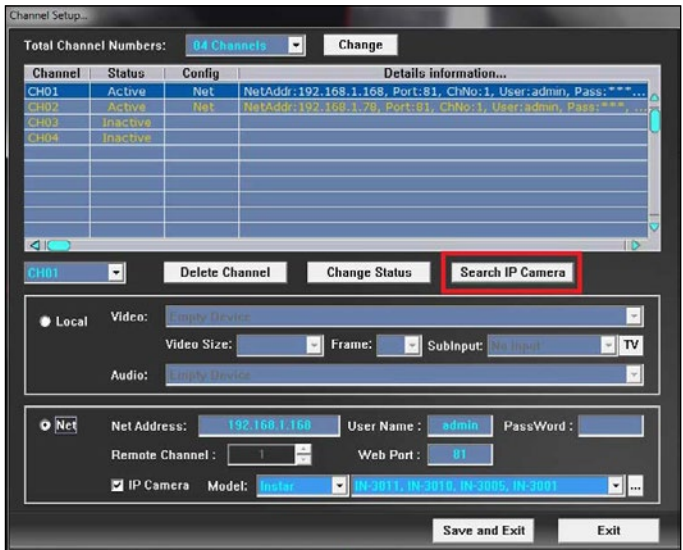 Channel Setup...
Total Channel Numbers: 04 Channels Change
Channel Status Config Details information...
CH01 Active Net NetAddr:192.168.1.168, Port:81, ChNo:1, User:admin, Pass:***...
CH02 Active Net NetAddr:192.168.1.78, Port:81, ChNo:1, User:admin, Pass:***, ...
CH03 Inactive
CH04 Inactive
CH01 Delete Channel Change Status Search IP Camera
Local Video: Empty Device
Video Size: Frame: SubInput: No Input TV
Audio: Empty Device
Net Net Address: 192.168.1.168 User Name : admin PassWord :
Remote Channel : 1 Web Port : 81
IP Camera Model: Instar IN-3011, IN-3010, IN-3005, IN-3001 ...
Save and Exit Exit